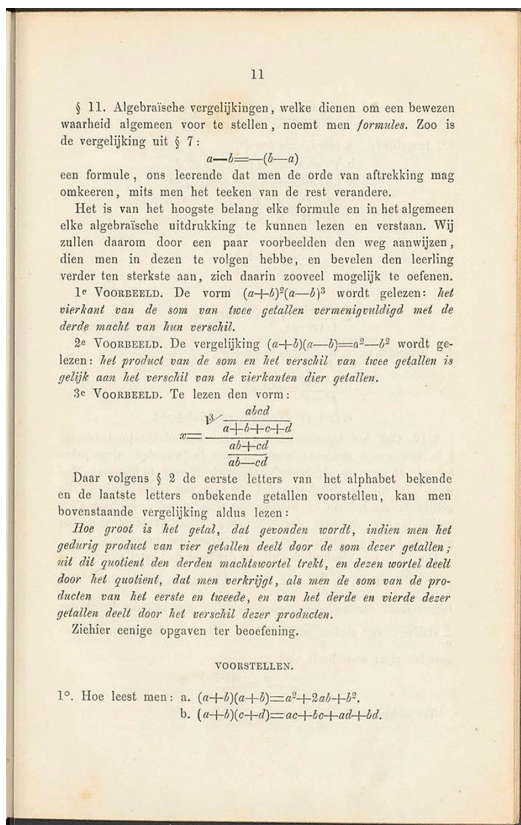 11
§ 11. Algebraïsche vergelijkingen, welke dienen om een bewezen
waarheid algemeen voor te stellen, noemt men formules. Zoo is
de vergelijking uit § 7:
a—b=—(b—a)
een formule, ons leerende dat men de orde van aftrekking mag
omkeeren, mits men het teeken van de rest verandere.
Het is van het hoogste belang elke formule en in het algemeen
elke algebraïsche uitdrukking te kunnen lezen en verstaan. Wij
zullen daarom door een paar voorbeelden den weg aanwijzen,
dien men in dezen te volgen hebbe, en bevelen den leerling
verder ten sterkste aan, zich daarin zooveel mogelijk te oefenen.
1e VOORBEELD. De vorm (a+b)²(a—b)³ wordt gelezen: het
vierkant van de som van twee getallen vermenigvuldigd met de
derde macht van hun verschil.
2e VOORBEELD. De vergelijking (a+b)(a—b)=a²—b² wordt ge-
lezen: het product van de som en het verschil van twee getallen is
gelijk aan het verschil van de vierkanten dier getallen.
3e VOORBEELD. Te lezen den vorm:
abcd
∛
a+b+c+d
x=
ab+cd
ab—cd
Daar volgens § 2 de eerste letters van het alphabet bekende
en de laatste letters onbekende getallen voorstellen, kan men
bovenstaande vergelijking aldus lezen:
Hoe groot is het getal, dat gevonden wordt, indien men het
gedurig product van vier getallen deelt door de som dezer getallen;
uit dit quotient den derden machtswortel trekt, en dezen wortel deelt
door het quotient, dat men verkrijgt, als men de som van de pro-
ducten van het eerste en tweede, en van het derde en vierde dezer
getallen deelt door het verschil dezer producten.
Ziehier eenige opgaven ter beoefening.
VOORSTELLEN.
1°. Hoe leest men: a. (a+b)(a+b)=a²+2ab+b².
b. (a+b)(c+d)=ac+bc+ad+bd.